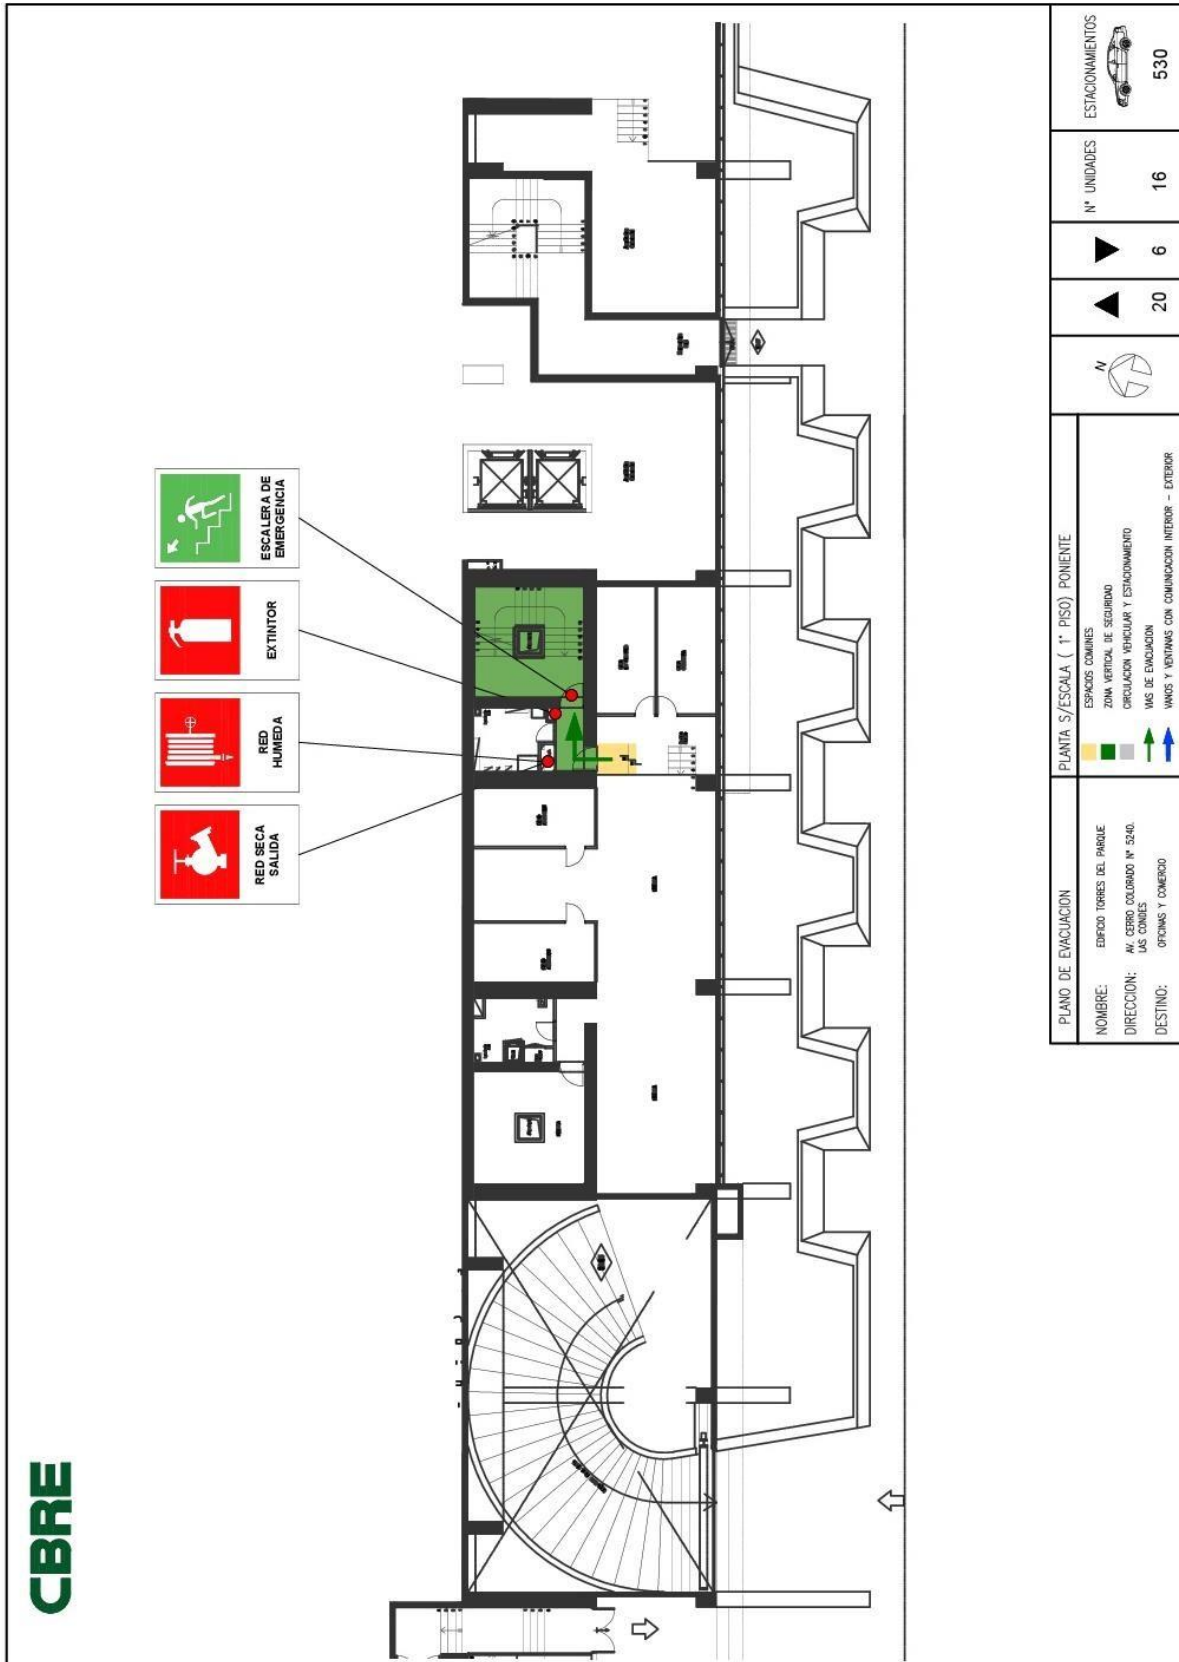 CBRE
RED SECA
SALIDA
RED
HUMEDA
EXTINTOR
ESCALERA DE
EMERGENCIA
PLANO DE EVACUACION
NOMBRE: EDIFICIO TORRES DEL PARQUE
DIRECCION: AV. CERRO COLORADO N° 5240.
LAS CONDES
DESTINO: OFICINAS Y COMERCIO
PLANTA S/ESCALA ( 1° PISO) PONIENTE
ESPACIOS COMUNES
ZONA VERTICAL DE SEGURIDAD
CIRCULACION VEHICULAR Y ESTACIONAMIENTO
VIAS DE EVACUACION
VANOS Y VENTANAS CON COMUNICACION INTERIOR - EXTERIOR
N
20
6
N° UNIDADES
16
ESTACIONAMIENTOS
530